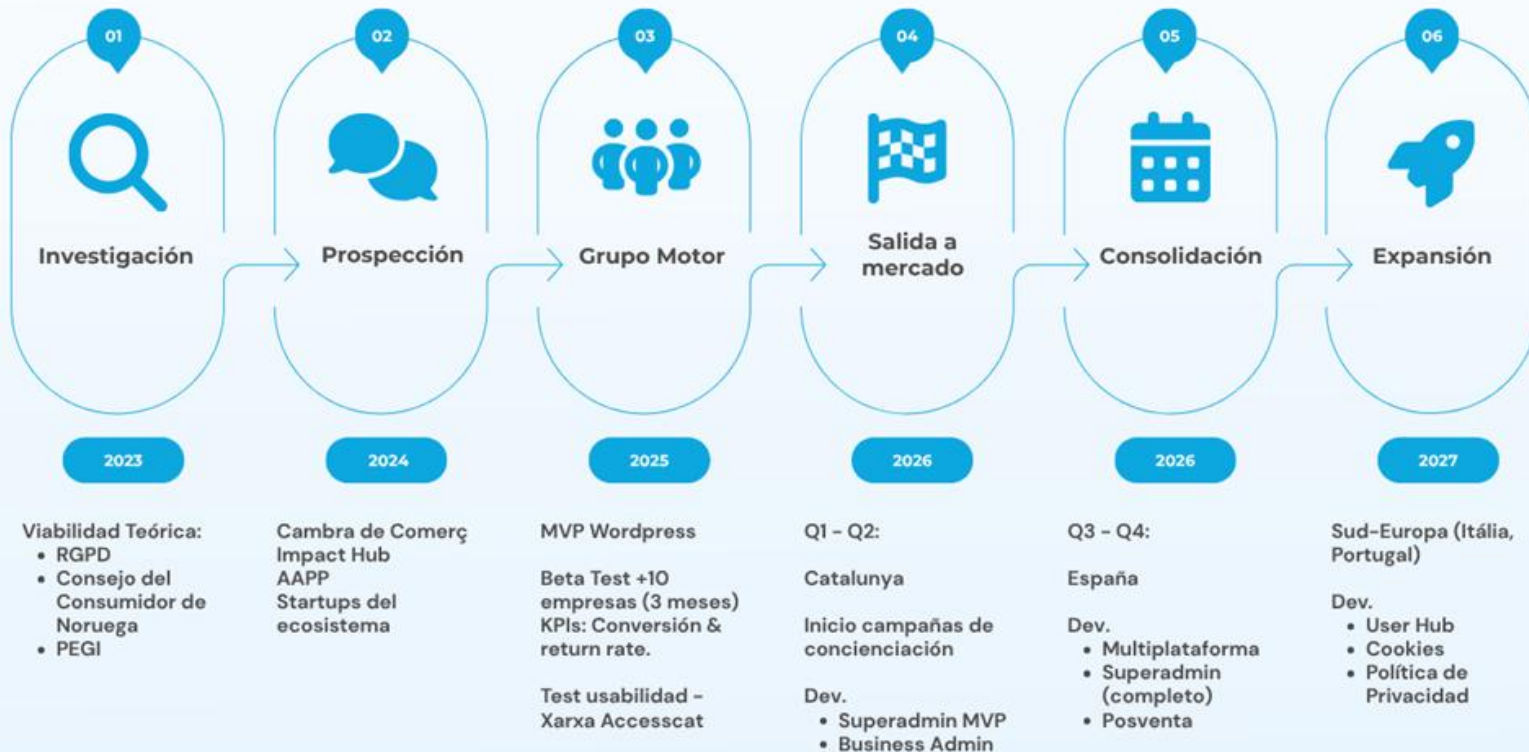 01
02
03
04
05
06
Investigación
Prospección
Grupo Motor
Salida a
mercado
Consolidación
Expansión
2023
2024
2025
2026
2026
2027
Viabilidad Teórica:
• RGPD
• Consejo del
Consumidor de
Noruega
• PEGI
Cambra de Comerç
Impact Hub
AAPP
Startups del
ecosistema
MVP Wordpress
Beta Test +10
empresas (3 meses)
KPIs: Conversión &
return rate.
Test usabilidad -
Xarxa Accesscat
Q1 - Q2:
Catalunya
Inicio campañas de
concienciación
Dev.
• Superadmin MVP
• Business Admin
Q3 - Q4:
España
Dev.
• Multiplataforma
• Superadmin
(completo)
• Posventa
Sud-Europa (Itália,
Portugal)
Dev.
• User Hub
• Cookies
• Política de
Privacidad